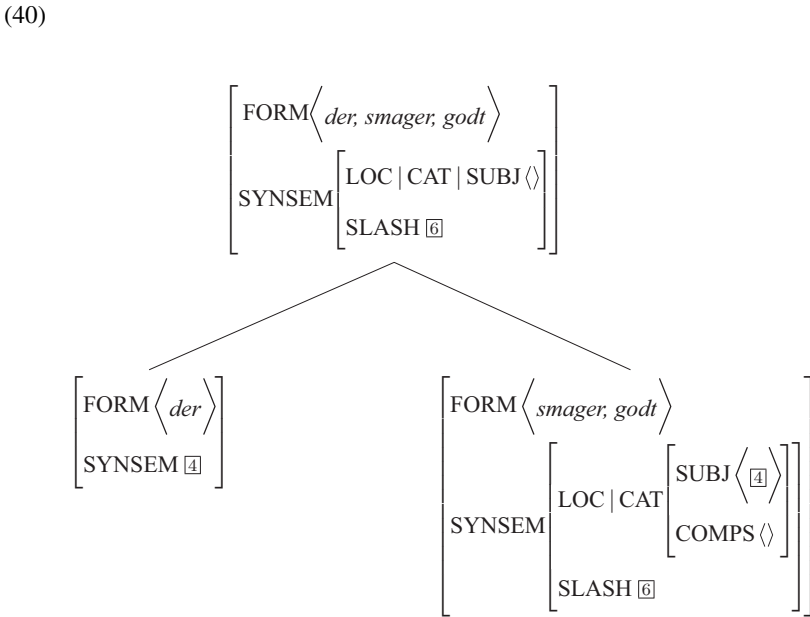 (40)
FORM⟨der, smager, godt⟩
LOC | CAT | SUBJ ⟨⟩
SYNSEM
SLASH 6
FORM ⟨der⟩
SYNSEM 4
FORM ⟨smager, godt⟩
SUBJ ⟨4⟩
LOC | CAT
COMPS ⟨⟩
SYNSEM
SLASH 6